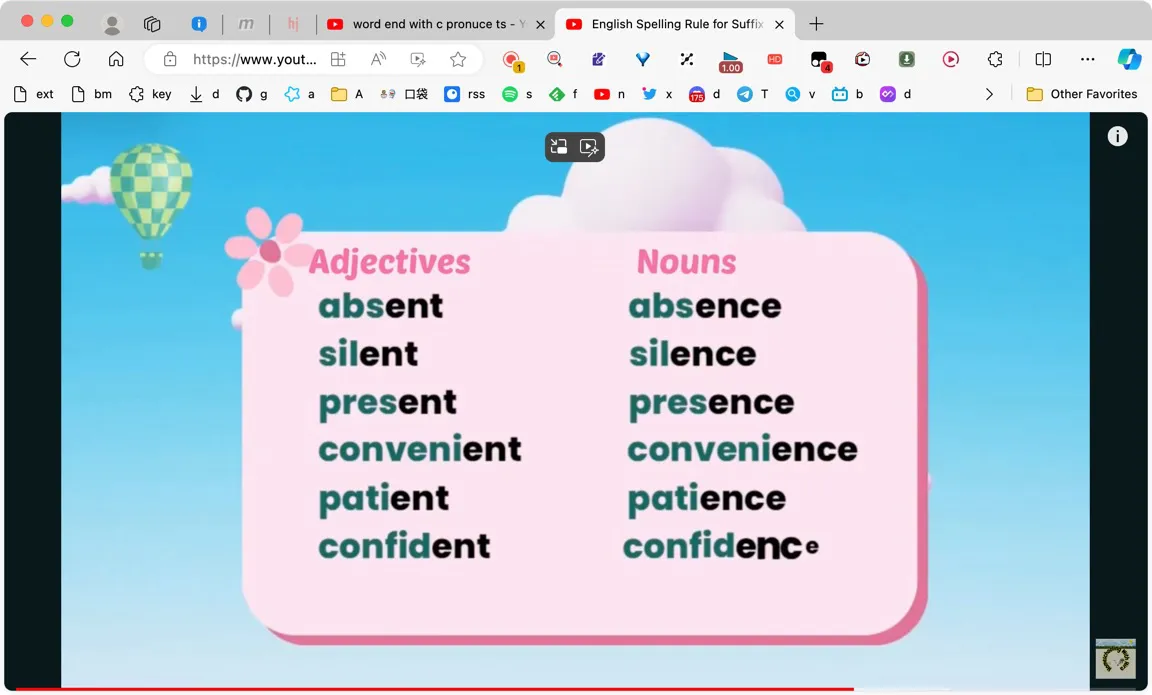 word end with c pronuce ts - Y
English Spelling Rule for Suffix
https://www.yout...
1
1.00
HD
4
ext
bm
key
d
g
a
A
口袋
rss
s
f
n
x
175
d
T
v
b
d
Other Favorites
Adjectives Nouns
absent absence
silent silence
present presence
convenient convenience
patient patience
confident confidence